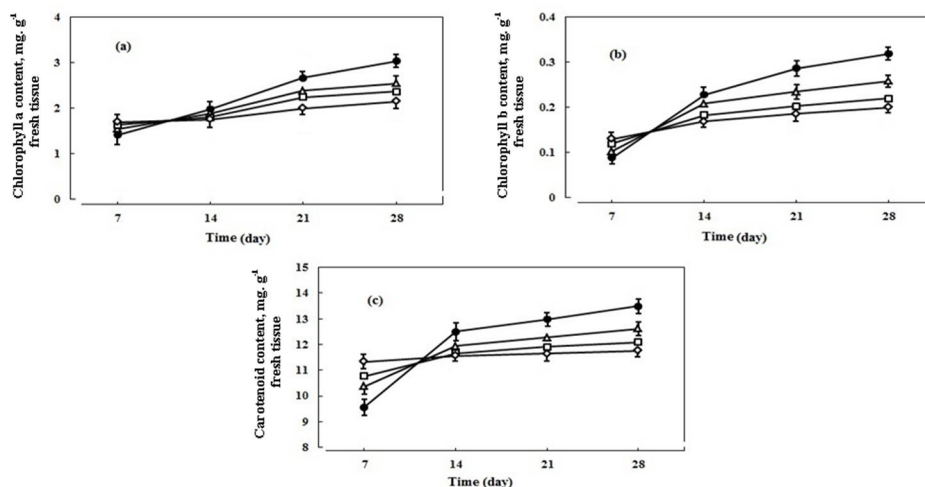 Chlorophyll a content, mg. g-1
fresh tissue
(a)
4
3
2
1
0
7 14 21 28
Time (day)
Chlorophyll b content, mg. g-1
fresh tissue
(b)
0.4
0.3
0.2
0.1
0
7 14 21 28
Time (day)
Carotenoid content, mg. g-1
fresh tissue
(c)
15
14
13
12
11
10
9
8
7 14 21 28
Time (day)